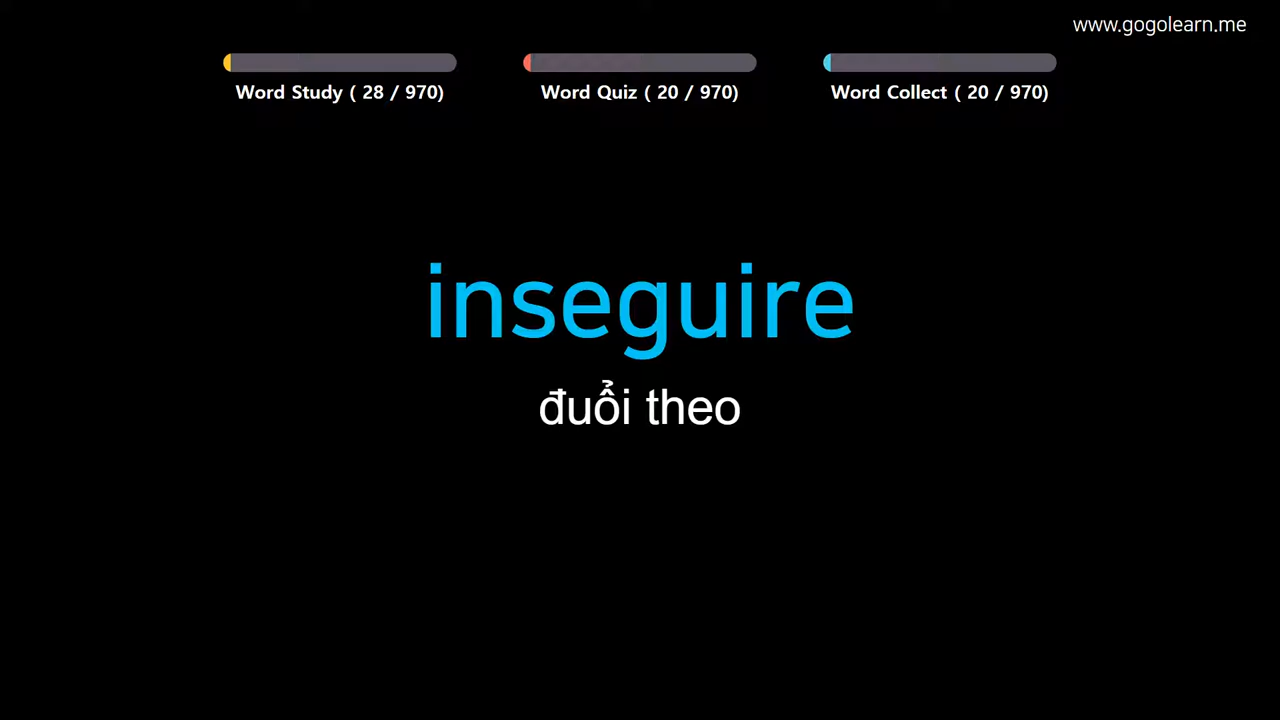 www.gogolearn.me
Word Study ( 28 / 970)
Word Quiz ( 20 / 970)
Word Collect ( 20 / 970)
inseguire
đuổi theo